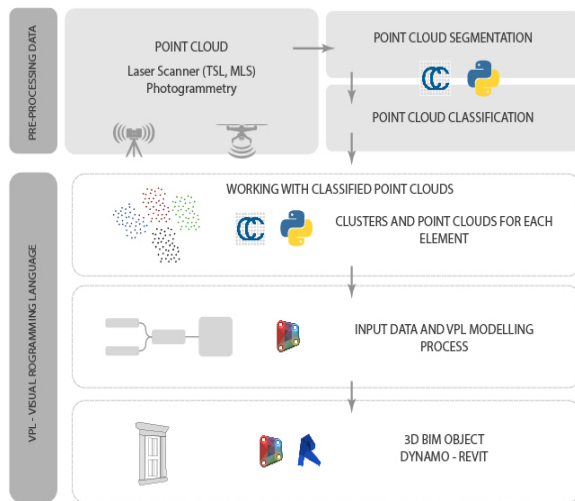 PRE-PROCESSING DATA
POINT CLOUD
Laser Scanner (TSL, MLS)
Photogrammetry
POINT CLOUD SEGMENTATION
CC
POINT CLOUD CLASSIFICATION
VPL - VISUAL ROGRAMMING LANGUAGE
WORKING WITH CLASSIFIED POINT CLOUDS
CC
CLUSTERS AND POINT CLOUDS FOR EACH
ELEMENT
INPUT DATA AND VPL MODELLING
PROCESS
3D BIM OBJECT
DYNAMO - REVIT